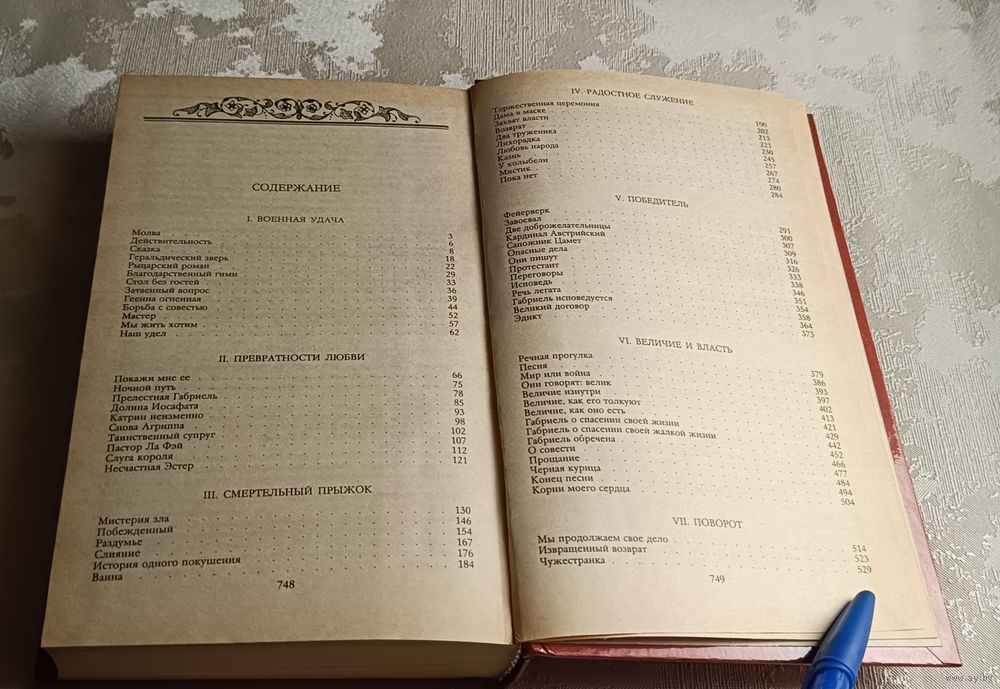 СОДЕРЖАНИЕ
I. ВОЕННАЯ УДАЧА
Молва 3
Действительность 6
Сказка 8
Геральдический зверь 18
Рыцарский роман 22
Благодарственный гимн 29
Стол без гостей 33
Затаенный вопрос 36
Геенна огненная 39
Борьба с совестью 44
Мастер 52
Мы жить хотим 57
Наш удел 62
II. ПРЕВРАТНОСТИ ЛЮБВИ
Покажи мне ее 66
Ночной путь 75
Прелестная Габриель 78
Долина Иосафата 85
Катрин неизменно 93
Снова Агриппа 98
Таинственный супруг 102
Пастор Ла Фэй 107
Слуга короля 112
Несчастная Эстер 121
III. СМЕРТЕЛЬНЫЙ ПРЫЖОК
Мистерия зла 130
Побежденный 146
Раздумье 154
Слияние 167
История одного покушения 176
Ванна 184
748
IV. РАДОСТНОЕ СЛУЖЕНИЕ
Торжественная церемония 190
Дама в маске 202
Захват власти 213
Возврат 221
Два труженика 230
Лихорадка 245
Любовь народа 257
Казнь 267
У колыбели 274
Мистик 280
Пока нет 284
V. ПОБЕДИТЕЛЬ
Фейерверк 291
Завоевал 300
Две доброжелательницы 307
Кардинал Австрийский 309
Сапожник Цамет 316
Опасные дела 326
Они пишут 333
Протестант 338
Переговоры 346
Исповедь 351
Речь легата 354
Габриель исповедуется 358
Великий договор 364
Эдикт 373
VI. ВЕЛИЧИЕ И ВЛАСТЬ
Речная прогулка 379
Песня 386
Мир или война 393
Они говорят: велик 397
Величие изнутри 402
Величие, как его толкуют 413
Величие, как оно есть 421
Габриель о спасении своей жизни 429
Габриель о спасении своей жалкой жизни 442
Габриель обречена 452
О совести 466
Прощание 477
Черная курица 484
Конец песни 494
Корни моего сердца 504
VII. ПОВОРОТ
Мы продолжаем свое дело 514
Извращенный возврат 523
Чужестранка 529
749
www.ay.by